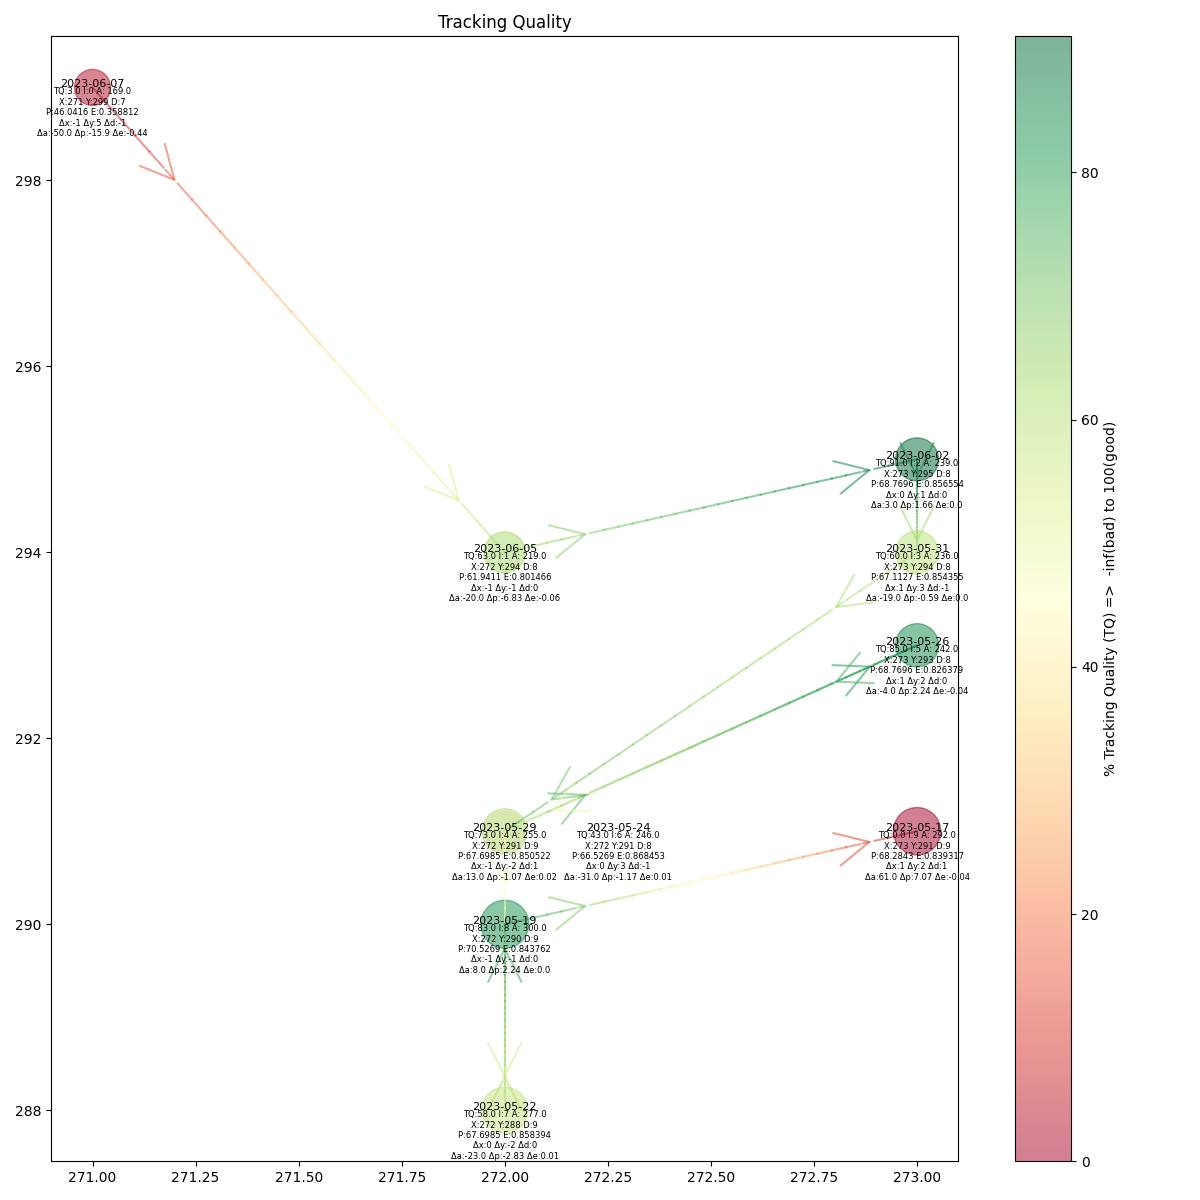 Tracking Quality
2023-06-07
TQ:3.0 I:0 A: 169.0
X:271 Y:299 D:7
P:46.0416 E:0.358812
Δx:-1 Δy:5 Δd:-1
Δa:-50.0 Δp:-15.9 Δe:-0.44
2023-06-02
TQ:91.0 I:2 A: 239.0
X:273 Y:295 D:8
P:68.7696 E:0.856554
Δx:0 Δy:1 Δd:0
Δa:3.0 Δp:1.66 Δe:0.0
2023-06-05
TQ:63.0 I:1 A: 219.0
X:272 Y:294 D:8
P:61.9411 E:0.801466
Δx:-1 Δy:-1 Δd:0
Δa:-20.0 Δp:-6.83 Δe:-0.06
2023-05-31
TQ:60.0 I:3 A: 236.0
X:273 Y:294 D:8
P:67.1127 E:0.854355
Δx:1 Δy:3 Δd:-1
Δa:-19.0 Δp:-0.59 Δe:0.0
2023-05-26
TQ:85.0 I:5 A: 242.0
X:273 Y:293 D:8
P:68.7696 E:0.826379
Δx:1 Δy:2 Δd:0
Δa:-4.0 Δp:2.24 Δe:-0.04
2023-05-29
TQ:73.0 I:4 A: 255.0
X:272 Y:291 D:9
P:67.6985 E:0.850522
Δx:-1 Δy:-2 Δd:1
Δa:13.0 Δp:-1.07 Δe:0.02
2023-05-24
TQ:43.0 I:6 A: 246.0
X:272 Y:291 D:8
P:66.5269 E:0.868453
Δx:0 Δy:3 Δd:-1
Δa:-31.0 Δp:-1.17 Δe:0.01
2023-05-17
TQ:0.0 I:9 A: 292.0
X:273 Y:291 D:9
P:68.2843 E:0.839317
Δx:1 Δy:2 Δd:1
Δa:61.0 Δp:7.07 Δe:-0.04
2023-05-19
TQ:83.0 I:8 A: 300.0
X:272 Y:290 D:9
P:70.5269 E:0.843762
Δx:-1 Δy:-1 Δd:0
Δa:8.0 Δp:2.24 Δe:0.0
2023-05-22
TQ:58.0 I:7 A: 277.0
X:272 Y:288 D:9
P:67.6985 E:0.858394
Δx:0 Δy:-2 Δd:0
Δa:-23.0 Δp:-2.83 Δe:0.01
298
296
294
292
290
288
271.00
271.25
271.50
271.75
272.00
272.25
272.50
272.75
273.00
80
60
40
20
0
% Tracking Quality (TQ) =>  -inf(bad) to 100(good)